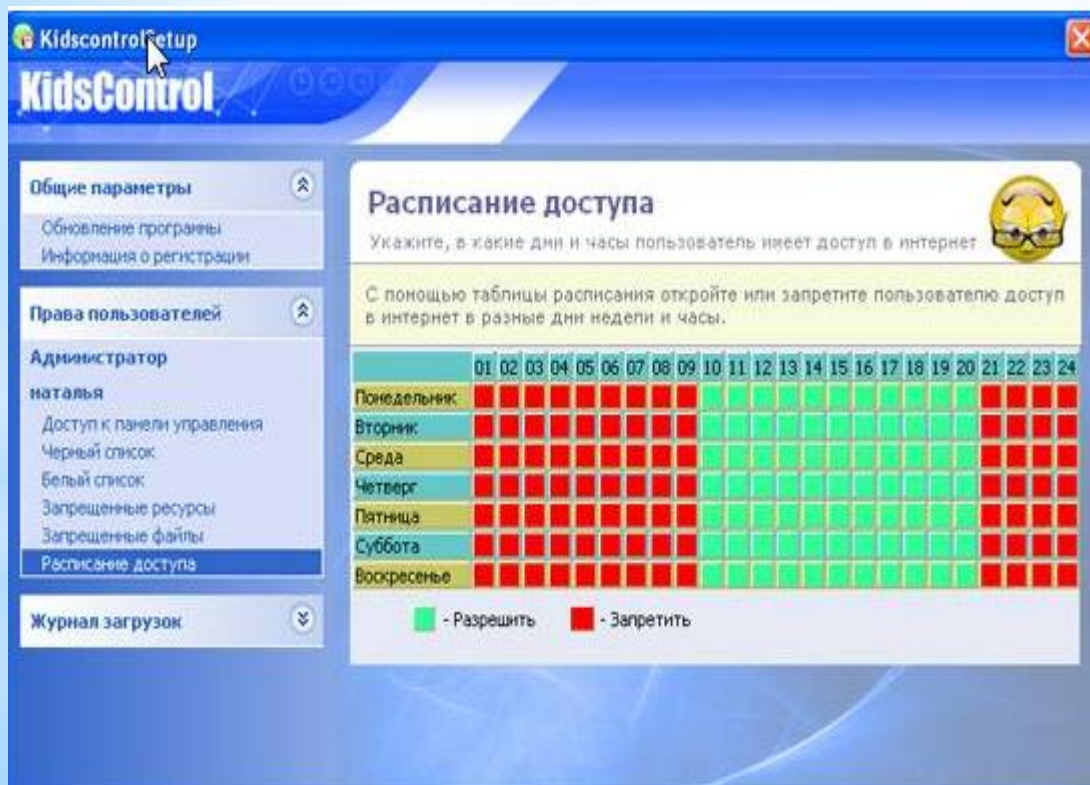 KidscontrolSetup
KidsControl
Общие параметры
Обновление программы
Информация о регистрации
Права пользователей
Администратор
наталья
Доступ к панели управления
Черный список
Белый список
Запрещенные ресурсы
Запрещенные файлы
Расписание доступа
Журнал загрузок
Расписание доступа
Укажите, в какие дни и часы пользователь имеет доступ в интернет
С помощью таблицы расписания откройте или запретите пользователю доступ
в интернет в разные дни недели и часы.
01 02 03 04 05 06 07 08 09 10 11 12 13 14 15 16 17 18 19 20 21 22 23 24
Понедельник
Вторник
Среда
Четверг
Пятница
Суббота
Воскресенье
- Разрешить - Запретить